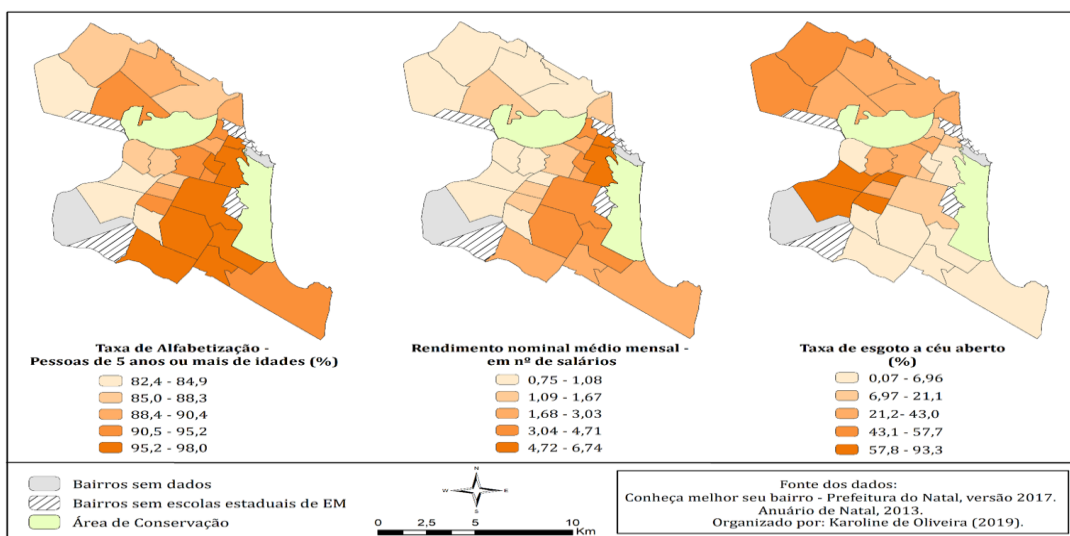 Taxa de Alfabetização -
Pessoas de 5 anos ou mais de idades (%)
82,4 - 84,9
85,0 - 88,3
88,4 - 90,4
90,5 - 95,2
95,2 - 98,0
Rendimento nominal médio mensal -
em nº de salários
0,75 - 1,08
1,09 - 1,67
1,68 - 3,03
3,04 - 4,71
4,72 - 6,74
Taxa de esgoto a céu aberto
(%)
0,07 - 6,96
6,97 - 21,1
21,2- 43,0
43,1 - 57,7
57,8 - 93,3
Bairros sem dados
Bairros sem escolas estaduais de EM
Área de Conservação
N
W
E
S
0 2,5 5 10
Km
Fonte dos dados:
Conheça melhor seu bairro - Prefeitura do Natal, versão 2017.
Anuário de Natal, 2013.
Organizado por: Karoline de Oliveira (2019).